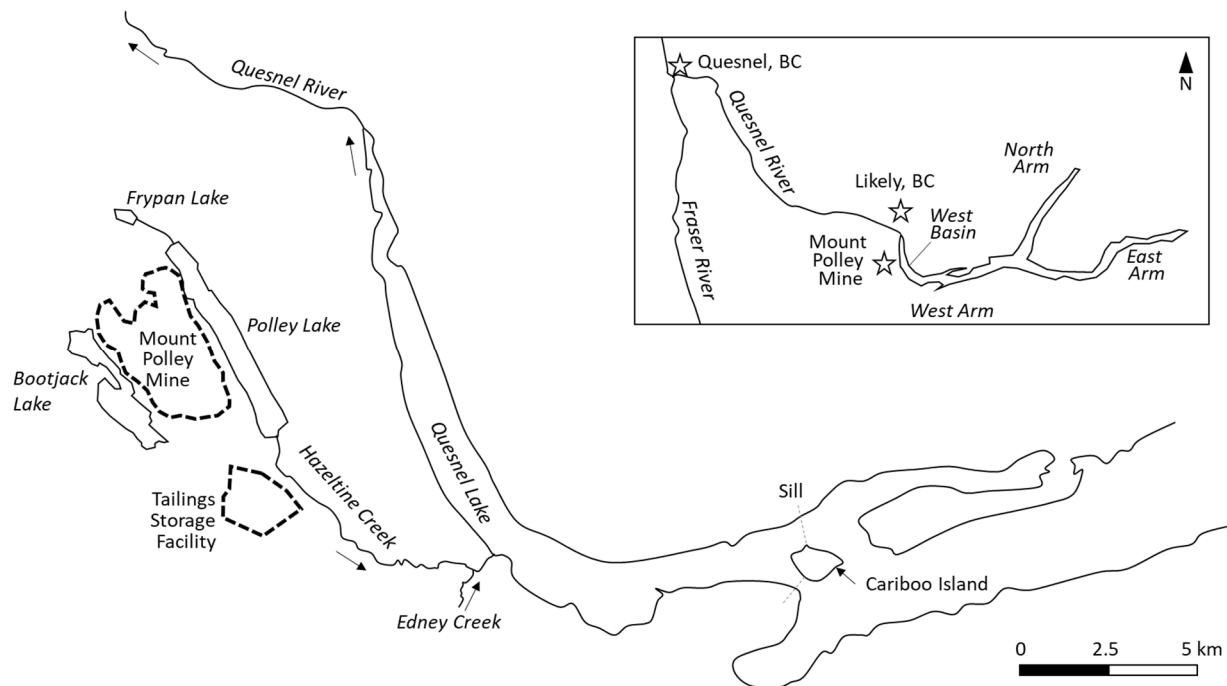 Quesnel River
Frypan Lake
Polley Lake
Mount
Polley
Mine
Bootjack
Lake
Hazeltine Creek
Quesnel Lake
Tailings
Storage
Facility
Edney Creek
Sill
Cariboo Island
0 2.5 5 km
Quesnel, BC
N
Quesnel River
Fraser River
North
Arm
Likely, BC
West
Basin
Mount
Polley
Mine
East
Arm
West Arm